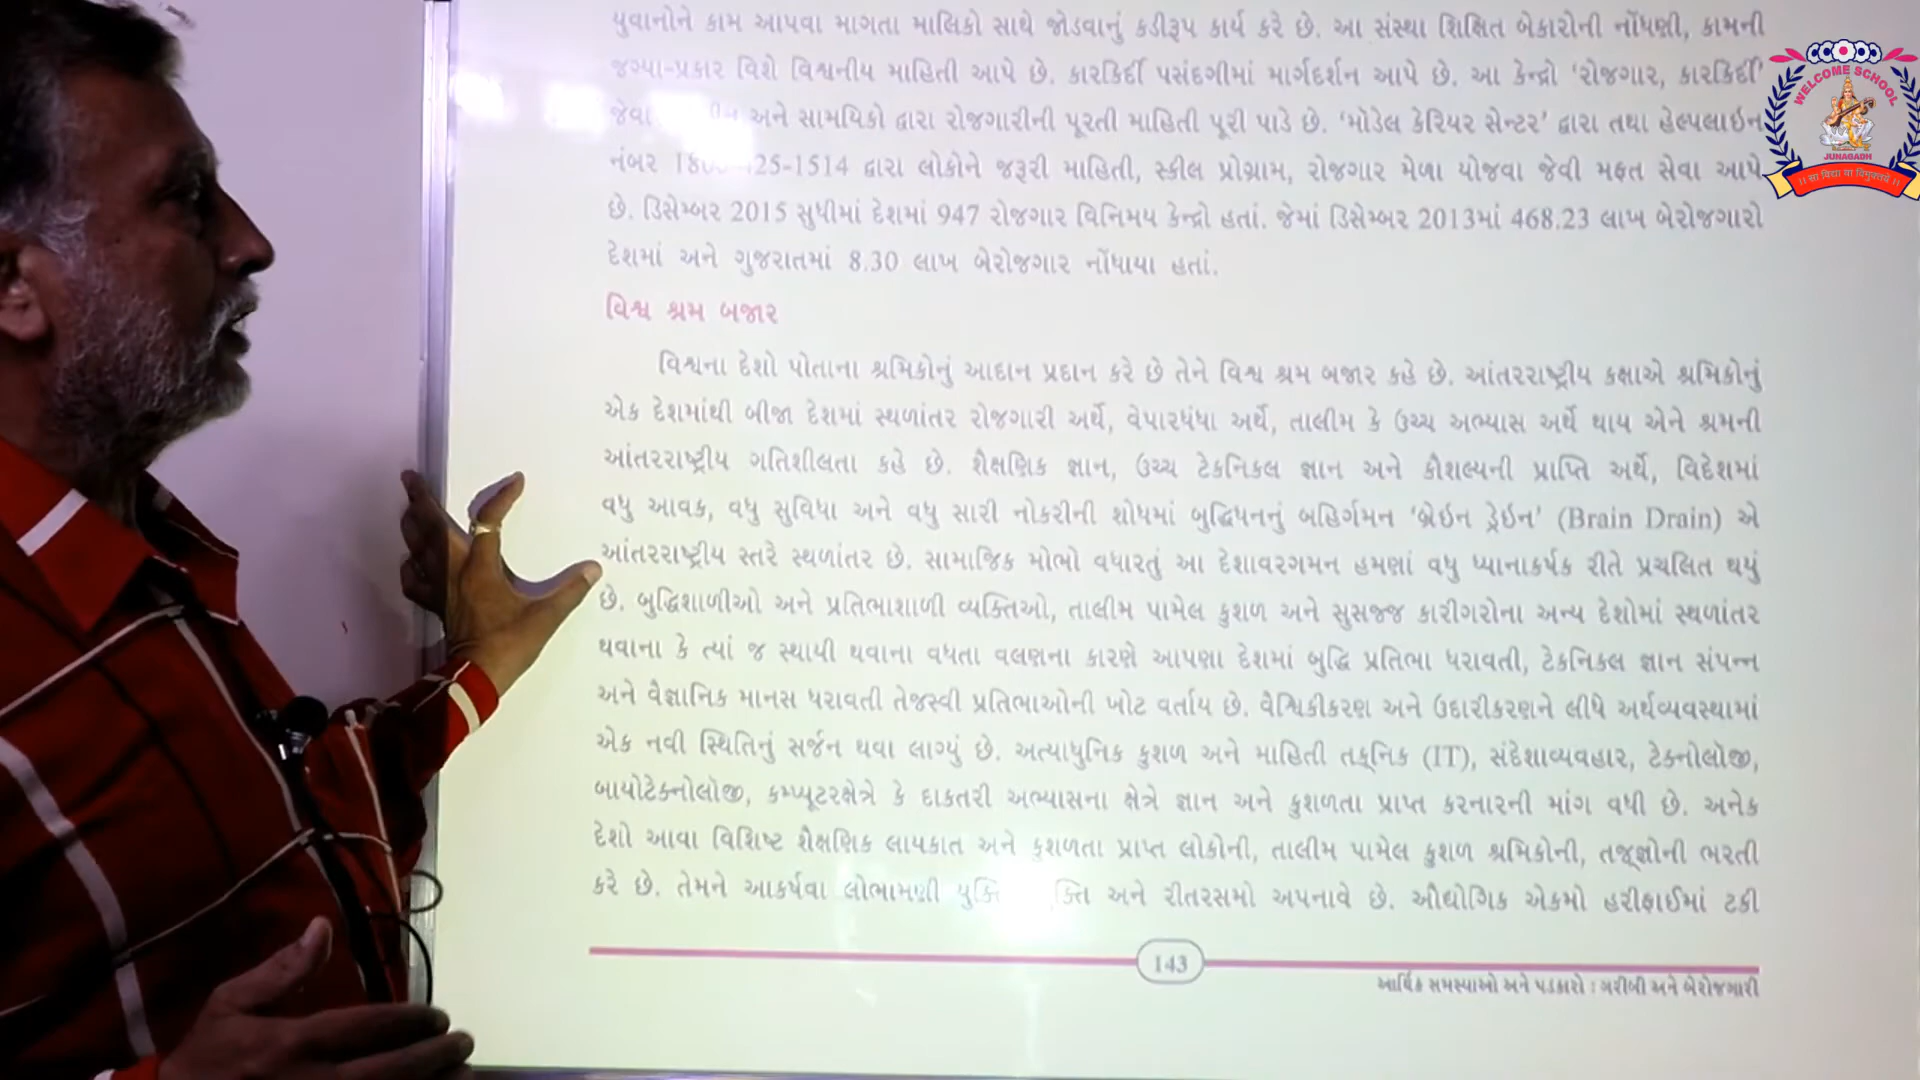 યુવાનોને કામ આપવા માગતા માલિકો સાથે જોડવાનું કડીરૂપ કાર્ય કરે છે. આ સંસ્થા શિક્ષિત બેકારોની નોંધણી, કામની
જગ્યા-પ્રકાર વિશે વિશ્વનીય માહિતી આપે છે. કારકિર્દી પસંદગીમાં માર્ગદર્શન આપે છે. આ કેન્દ્રો ‘રોજગાર, કારકિર્દી’
જેવા અને સામયિકો દ્વારા રોજગારીની પૂરતી માહિતી પૂરી પાડે છે. ‘મૉડેલ કેરિયર સેન્ટર’ દ્વારા તથા હેલ્પલાઇન
નંબર દ્વારા લોકોને જરૂરી માહિતી, સ્કીલ પ્રોગ્રામ, રોજગાર મેળા યોજવા જેવી મફત સેવા આપે
છે. ડિસેમ્બર 2015 સુધીમાં દેશમાં 947 રોજગાર વિનિમય કેન્દ્રો હતાં. જેમાં ડિસેમ્બર 2013માં 468.23 લાખ બેરોજગારો
દેશમાં અને ગુજરાતમાં 8.30 લાખ બેરોજગાર નોંધાયા હતાં.
વિશ્વ શ્રમ બજાર
વિશ્વના દેશો પોતાના શ્રમિકોનું આદાન પ્રદાન કરે છે તેને વિશ્વ શ્રમ બજાર કહે છે. આંતરરાષ્ટ્રીય કક્ષાએ શ્રમિકોનું
એક દેશમાંથી બીજા દેશમાં સ્થળાંતર રોજગારી અર્થે, વેપારધંધા અર્થે, તાલીમ કે ઉચ્ચ અભ્યાસ અર્થે થાય એને શ્રમની
આંતરરાષ્ટ્રીય ગતિશીલતા કહે છે. શૈક્ષણિક જ્ઞાન, ઉચ્ચ ટેકનિકલ જ્ઞાન અને કૌશલ્યની પ્રાપ્તિ અર્થે, વિદેશમાં
વધુ આવક, વધુ સુવિધા અને વધુ સારી નોકરીની શોધમાં બુદ્ધિધનનું બહિર્ગમન ‘બ્રેઇન ડ્રેઇન’ (Brain Drain) એ
આંતરરાષ્ટ્રીય સ્તરે સ્થળાંતર છે. સામાજિક મોભો વધારતું આ દેશાવરગમન હમણાં વધુ ધ્યાનાકર્ષક રીતે પ્રચલિત થયું
છે. બુદ્ધિશાળીઓ અને પ્રતિભાશાળી વ્યક્તિઓ, તાલીમ પામેલ કુશળ અને સુસજ્જ કારીગરોના અન્ય દેશોમાં સ્થળાંતર
થવાના કે ત્યાં જ સ્થાયી થવાના વધતા વલણના કારણે આપણા દેશમાં બુદ્ધિ પ્રતિભા ધરાવતી, ટેકનિકલ જ્ઞાન સંપન્ન
અને વૈજ્ઞાનિક માનસ ધરાવતી તેજસ્વી પ્રતિભાઓની ખોટ વર્તાય છે. વૈશ્વિકીકરણ અને ઉદારીકરણને લીધે અર્થવ્યવસ્થામાં
એક નવી સ્થિતિનું સર્જન થવા લાગ્યું છે. અત્યાધુનિક કુશળ અને માહિતી તક્નિક (IT), સંદેશાવ્યવહાર, ટેક્નોલૉજી,
બાયોટેક્નોલૉજી, કમ્પ્યૂટરક્ષેત્રે કે દાક્તરી અભ્યાસના ક્ષેત્રે જ્ઞાન અને કુશળતા પ્રાપ્ત કરનારની માંગ વધી છે. અનેક
દેશો આવા વિશિષ્ટ શૈક્ષણિક લાયકાત અને કુશળતા પ્રાપ્ત લોકોની, તાલીમ પામેલ કુશળ શ્રમિકોની, તજ્જ્ઞોની ભરતી
કરે છે. તેમને આકર્ષવા લોભામણી અને રીતરસમો અપનાવે છે. ઔદ્યોગિક એકમો હરીફાઈમાં ટકી
143
આર્થિક સમસ્યાઓ અને પડકારો : ગરીબી અને બેરોજગારી
WELCOME SCHOOL
JUNAGADH
॥ सा विद्या या विमुक्तये ॥